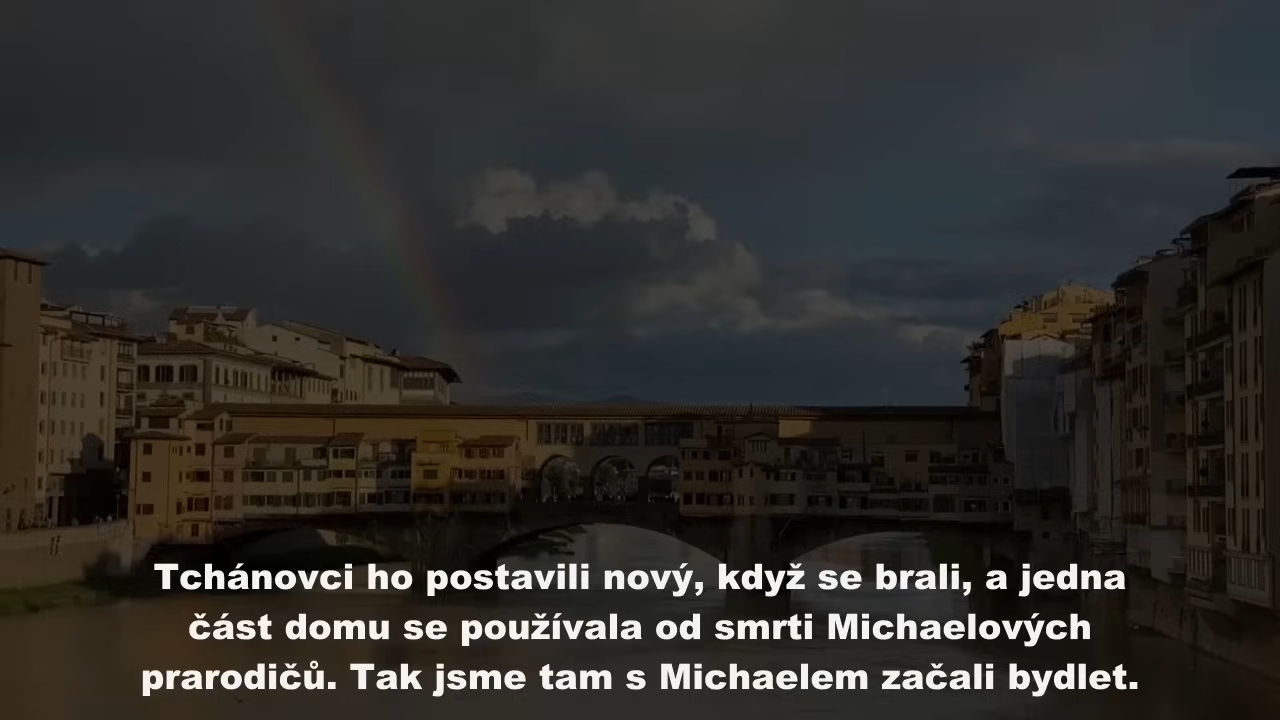 Tchánovci ho postavili nový, když se brali, a jedna
část domu se používala od smrti Michaelových
prarodičů. Tak jsme tam s Michaelem začali bydlet.